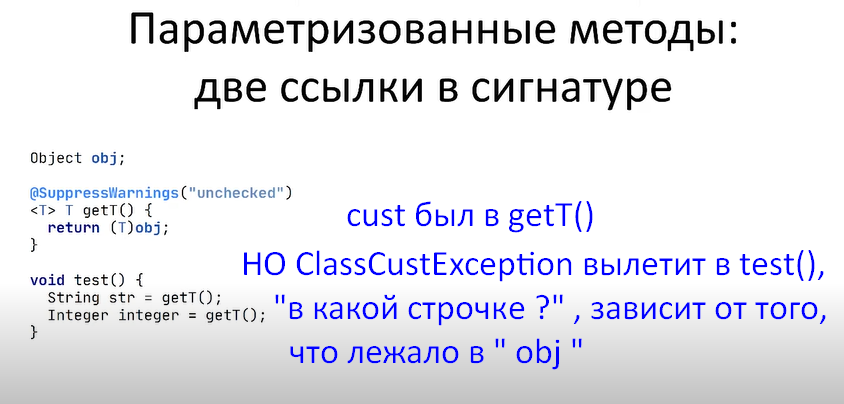 Параметризованные методы:
две ссылки в сигнатуре
Object obj;
@SuppressWarnings("unchecked")
<T> T getT() {
return (T)obj;
}
cust был в getT()
НО ClassCustException вылетит в test(),
void test() {
String str = getT();
Integer integer = getT();
}
"в какой строчке ?" , зависит от того,
что лежало в " obj "